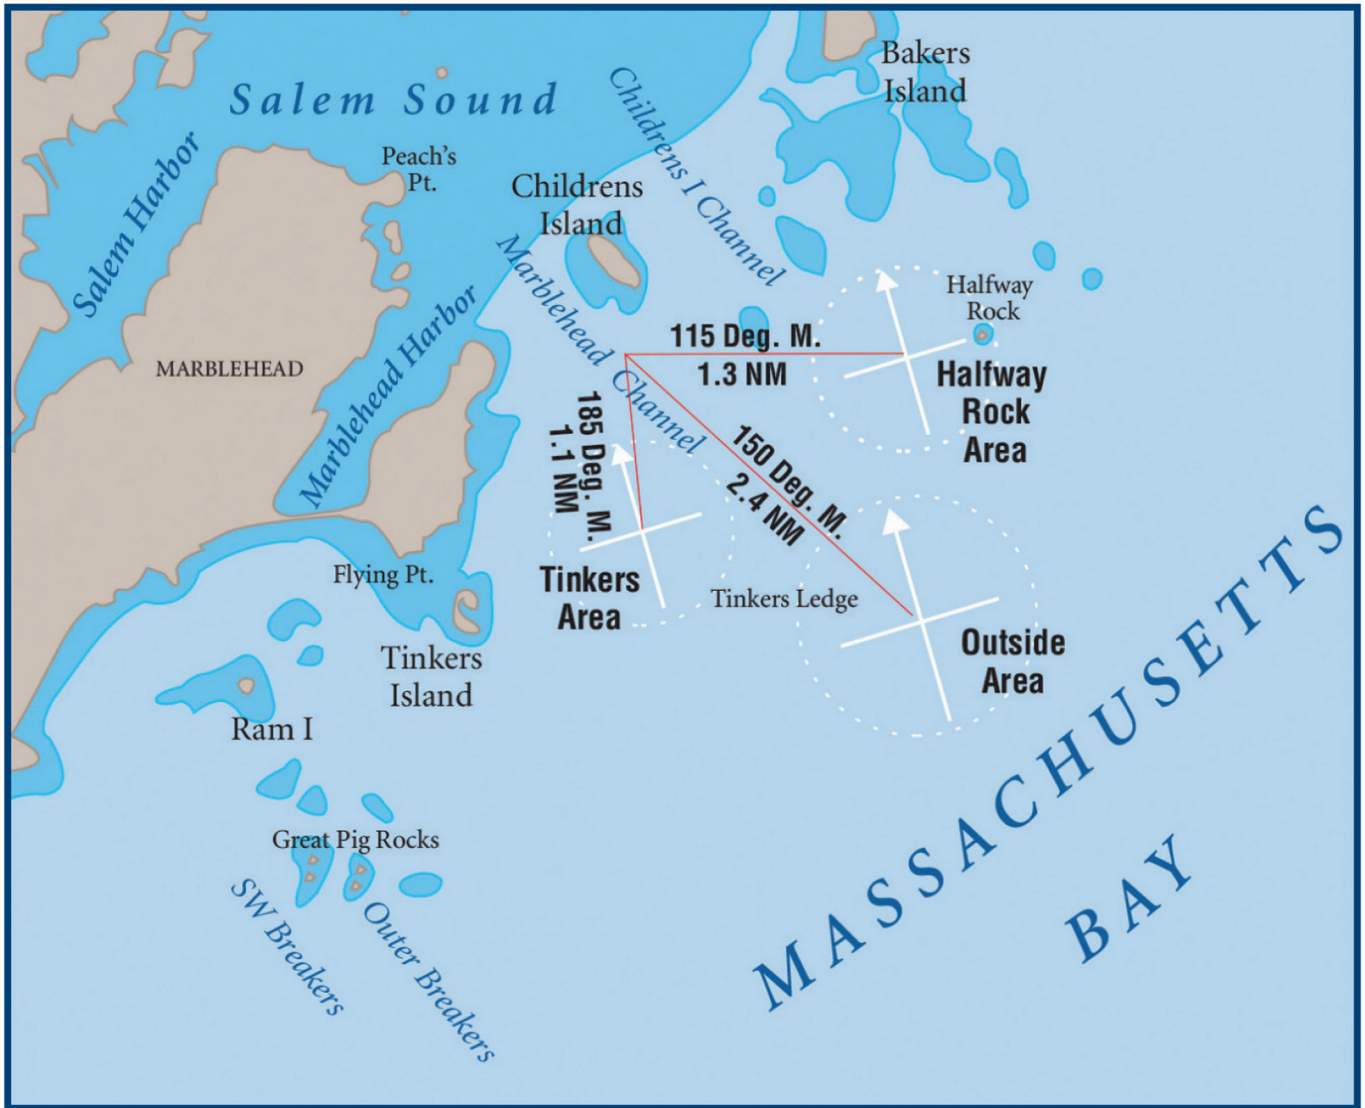 Bakers
Island
Salem Sound
Childrens I Channel
Peach's
Pt.
Childrens
Island
Salem Harbor
Marblehead Channel
Halfway
Rock
Marblehead Harbor
115 Deg. M.
1.3 NM
MARBLEHEAD
Halfway
Rock
Area
185 Deg. M.
1.1 NM
150 Deg. M.
2.4 NM
Flying Pt.
Tinkers
Area
Tinkers Ledge
Outside
Area
Tinkers
Island
Ram I
MASSACHUSETTS
BAY
Great Pig Rocks
SW Breakers
Outer Breakers